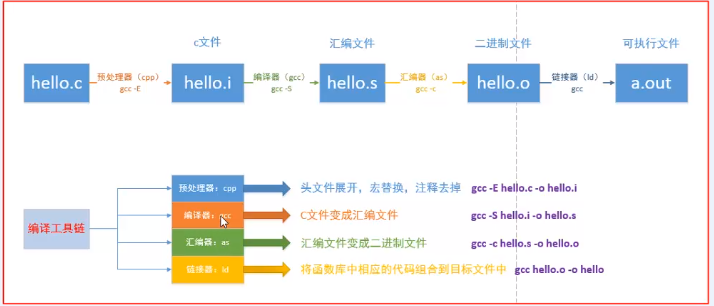 c文件
汇编文件
二进制文件
可执行文件
hello.c
预处理器（cpp）
gcc -E
hello.i
编译器（gcc）
gcc -S
hello.s
汇编器（as）
gcc -c
hello.o
链接器（ld）
gcc
a.out
编译工具链
预处理器：cpp
头文件展开，宏替换，注释去掉
gcc -E hello.c -o hello.i
编译器：gcc
C文件变成汇编文件
gcc -S hello.i -o hello.s
汇编器：as
汇编文件变成二进制文件
gcc -c hello.s -o hello.o
链接器：ld
将函数库中相应的代码组合到目标文件中
gcc hello.o -o hello